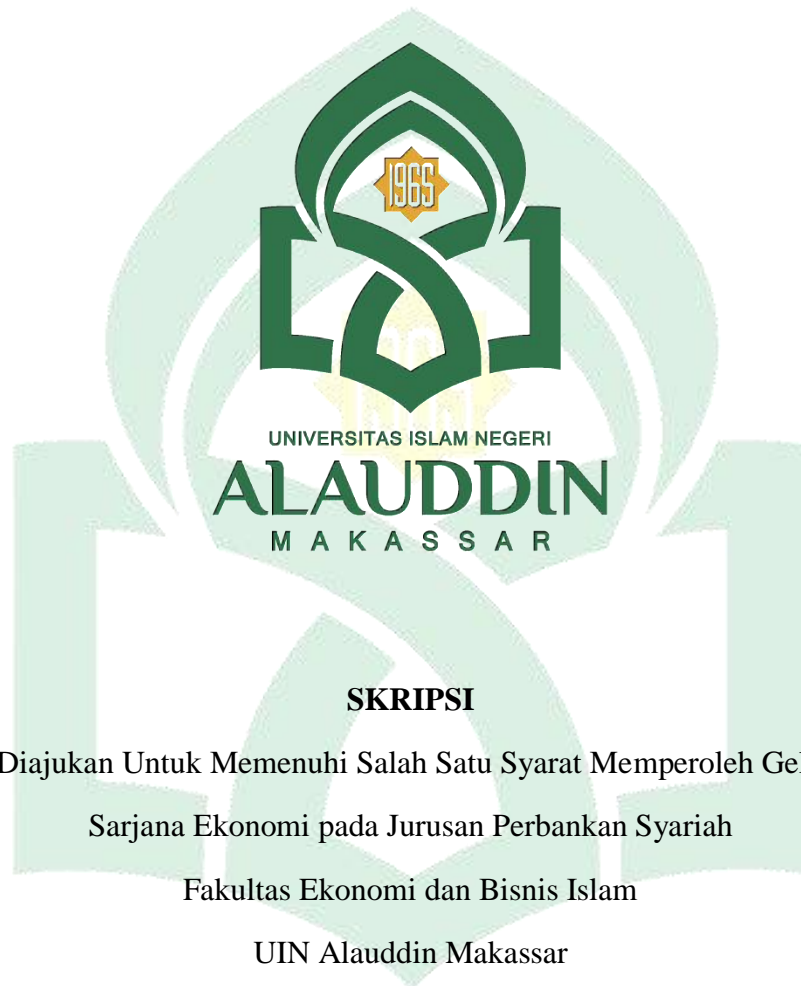 1965
UNIVERSITAS ISLAM NEGERI
ALAUDDIN
MAKASSAR
SKRIPSI
Diajukan Untuk Memenuhi Salah Satu Syarat Memperoleh
Sarjana Ekonomi pada Jurusan Perbankan Syariah
Fakultas Ekonomi dan Bisnis Islam
UIN Alauddin Makassar